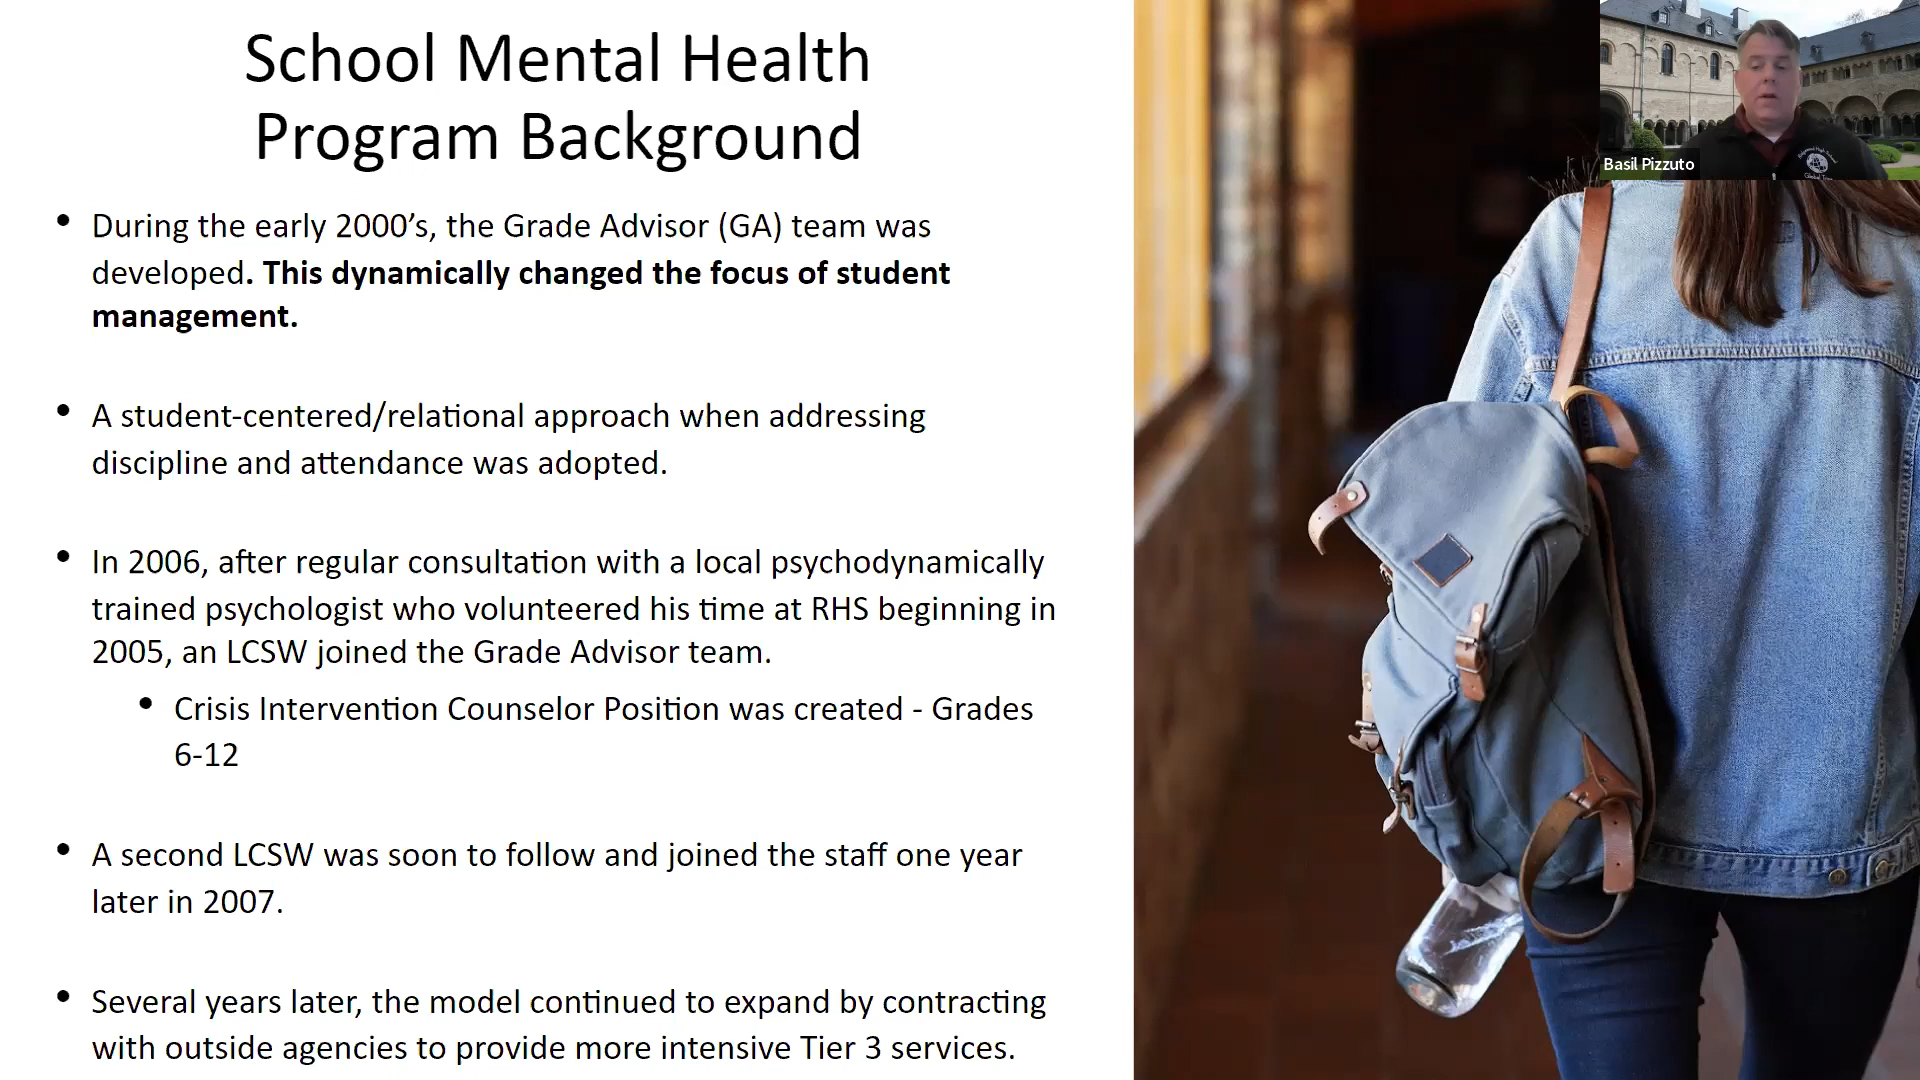 School Mental Health
Program Background
• During the early 2000’s, the Grade Advisor (GA) team was
developed. This dynamically changed the focus of student
management.
• A student-centered/relational approach when addressing
discipline and attendance was adopted.
• In 2006, after regular consultation with a local psychodynamically
trained psychologist who volunteered his time at RHS beginning in
2005, an LCSW joined the Grade Advisor team.
• Crisis Intervention Counselor Position was created - Grades
6-12
• A second LCSW was soon to follow and joined the staff one year
later in 2007.
• Several years later, the model continued to expand by contracting
with outside agencies to provide more intensive Tier 3 services.
Basil Pizzuto